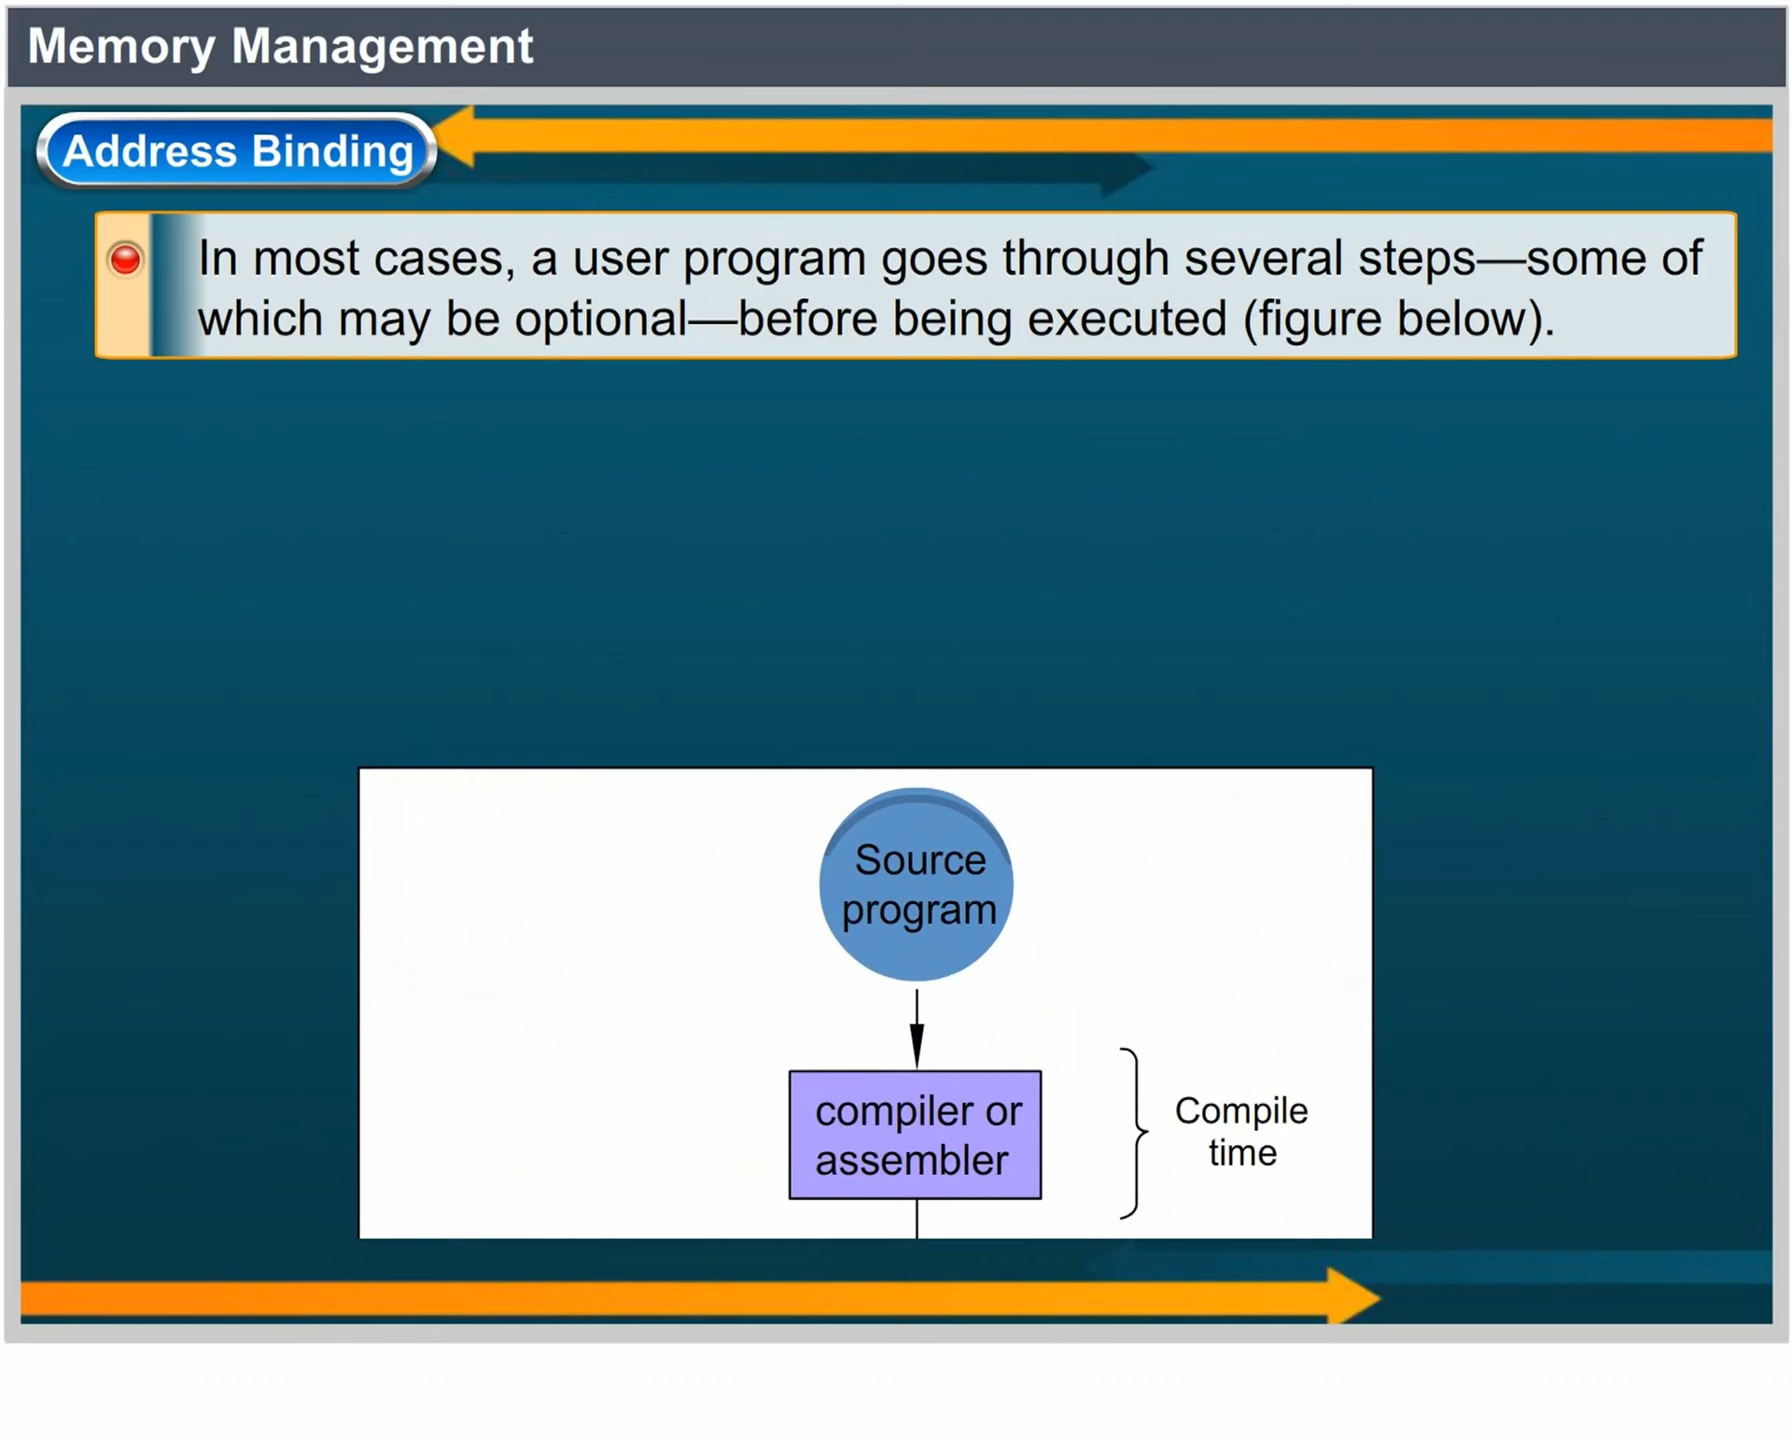 Memory Management
Address Binding
In most cases, a user program goes through several steps—some of
which may be optional—before being executed (figure below).
Source
program
compiler or
assembler
Compile
time